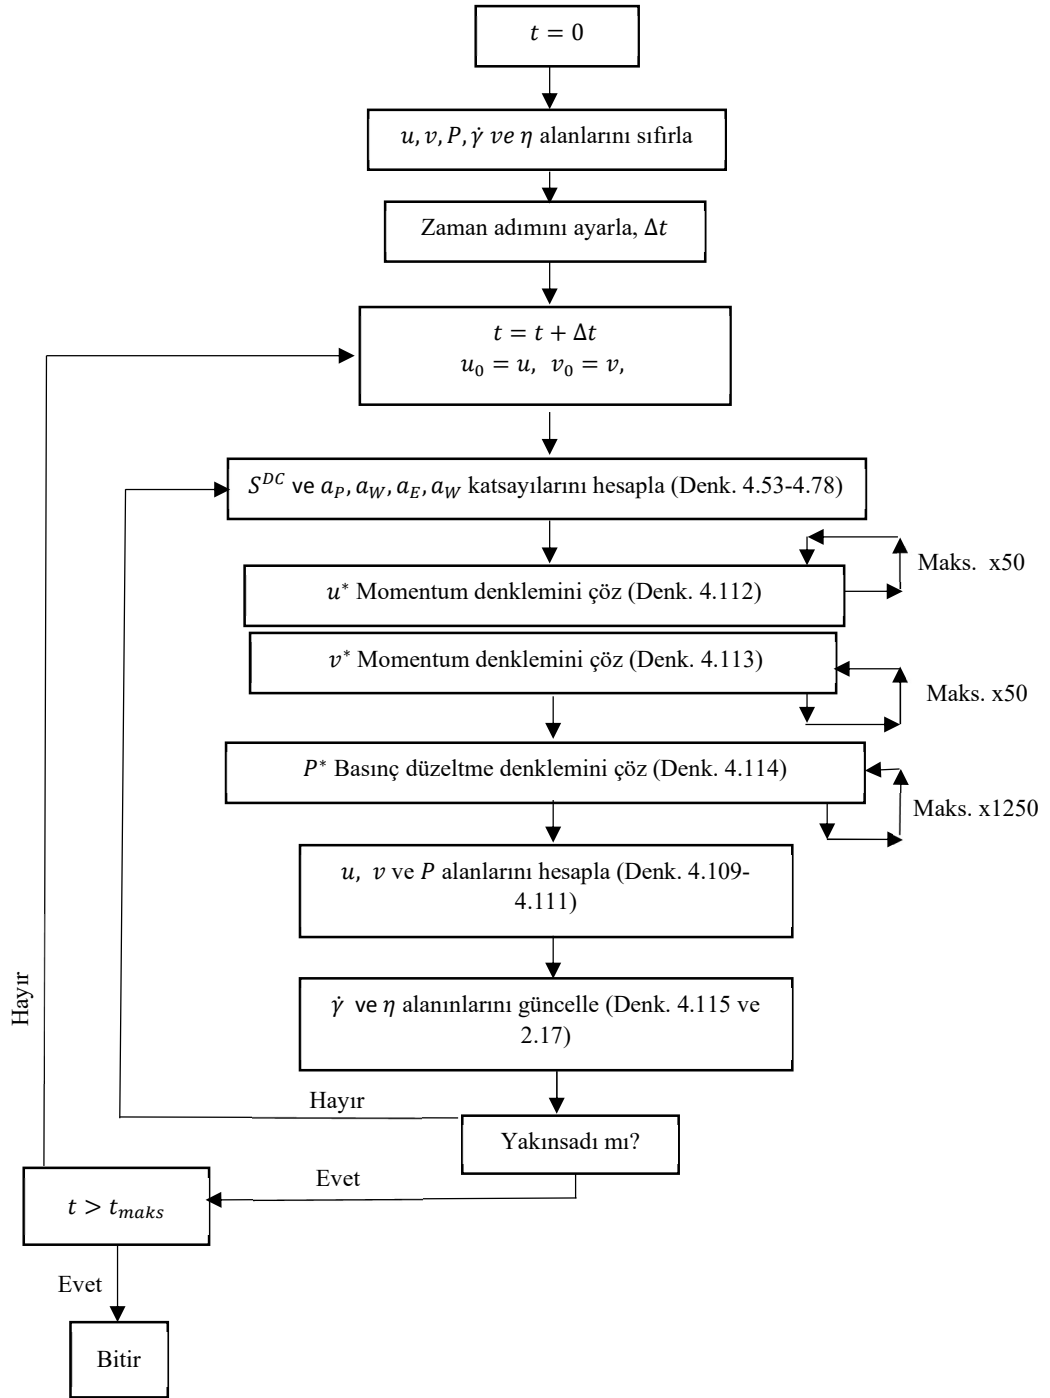 t = 0
u, v, P, γ̇ ve η alanlarını sıfırla
Zaman adımını ayarla, Δt
t = t + Δt
u₀ = u, v₀ = v,
S^{DC} ve a_P, a_W, a_E, a_W katsayılarını hesapla (Denk. 4.53-4.78)
Maks. x50
u* Momentum denklemini çöz (Denk. 4.112)
v* Momentum denklemini çöz (Denk. 4.113)
Maks. x50
P* Basınç düzeltme denklemini çöz (Denk. 4.114)
Maks. x1250
u, v ve P alanlarını hesapla (Denk. 4.109-
4.111)
γ̇ ve η alanınlarını güncelle (Denk. 4.115 ve
2.17)
Hayır
Hayır
Yakınsadı mı?
Evet
t > t_{maks}
Evet
Bitir